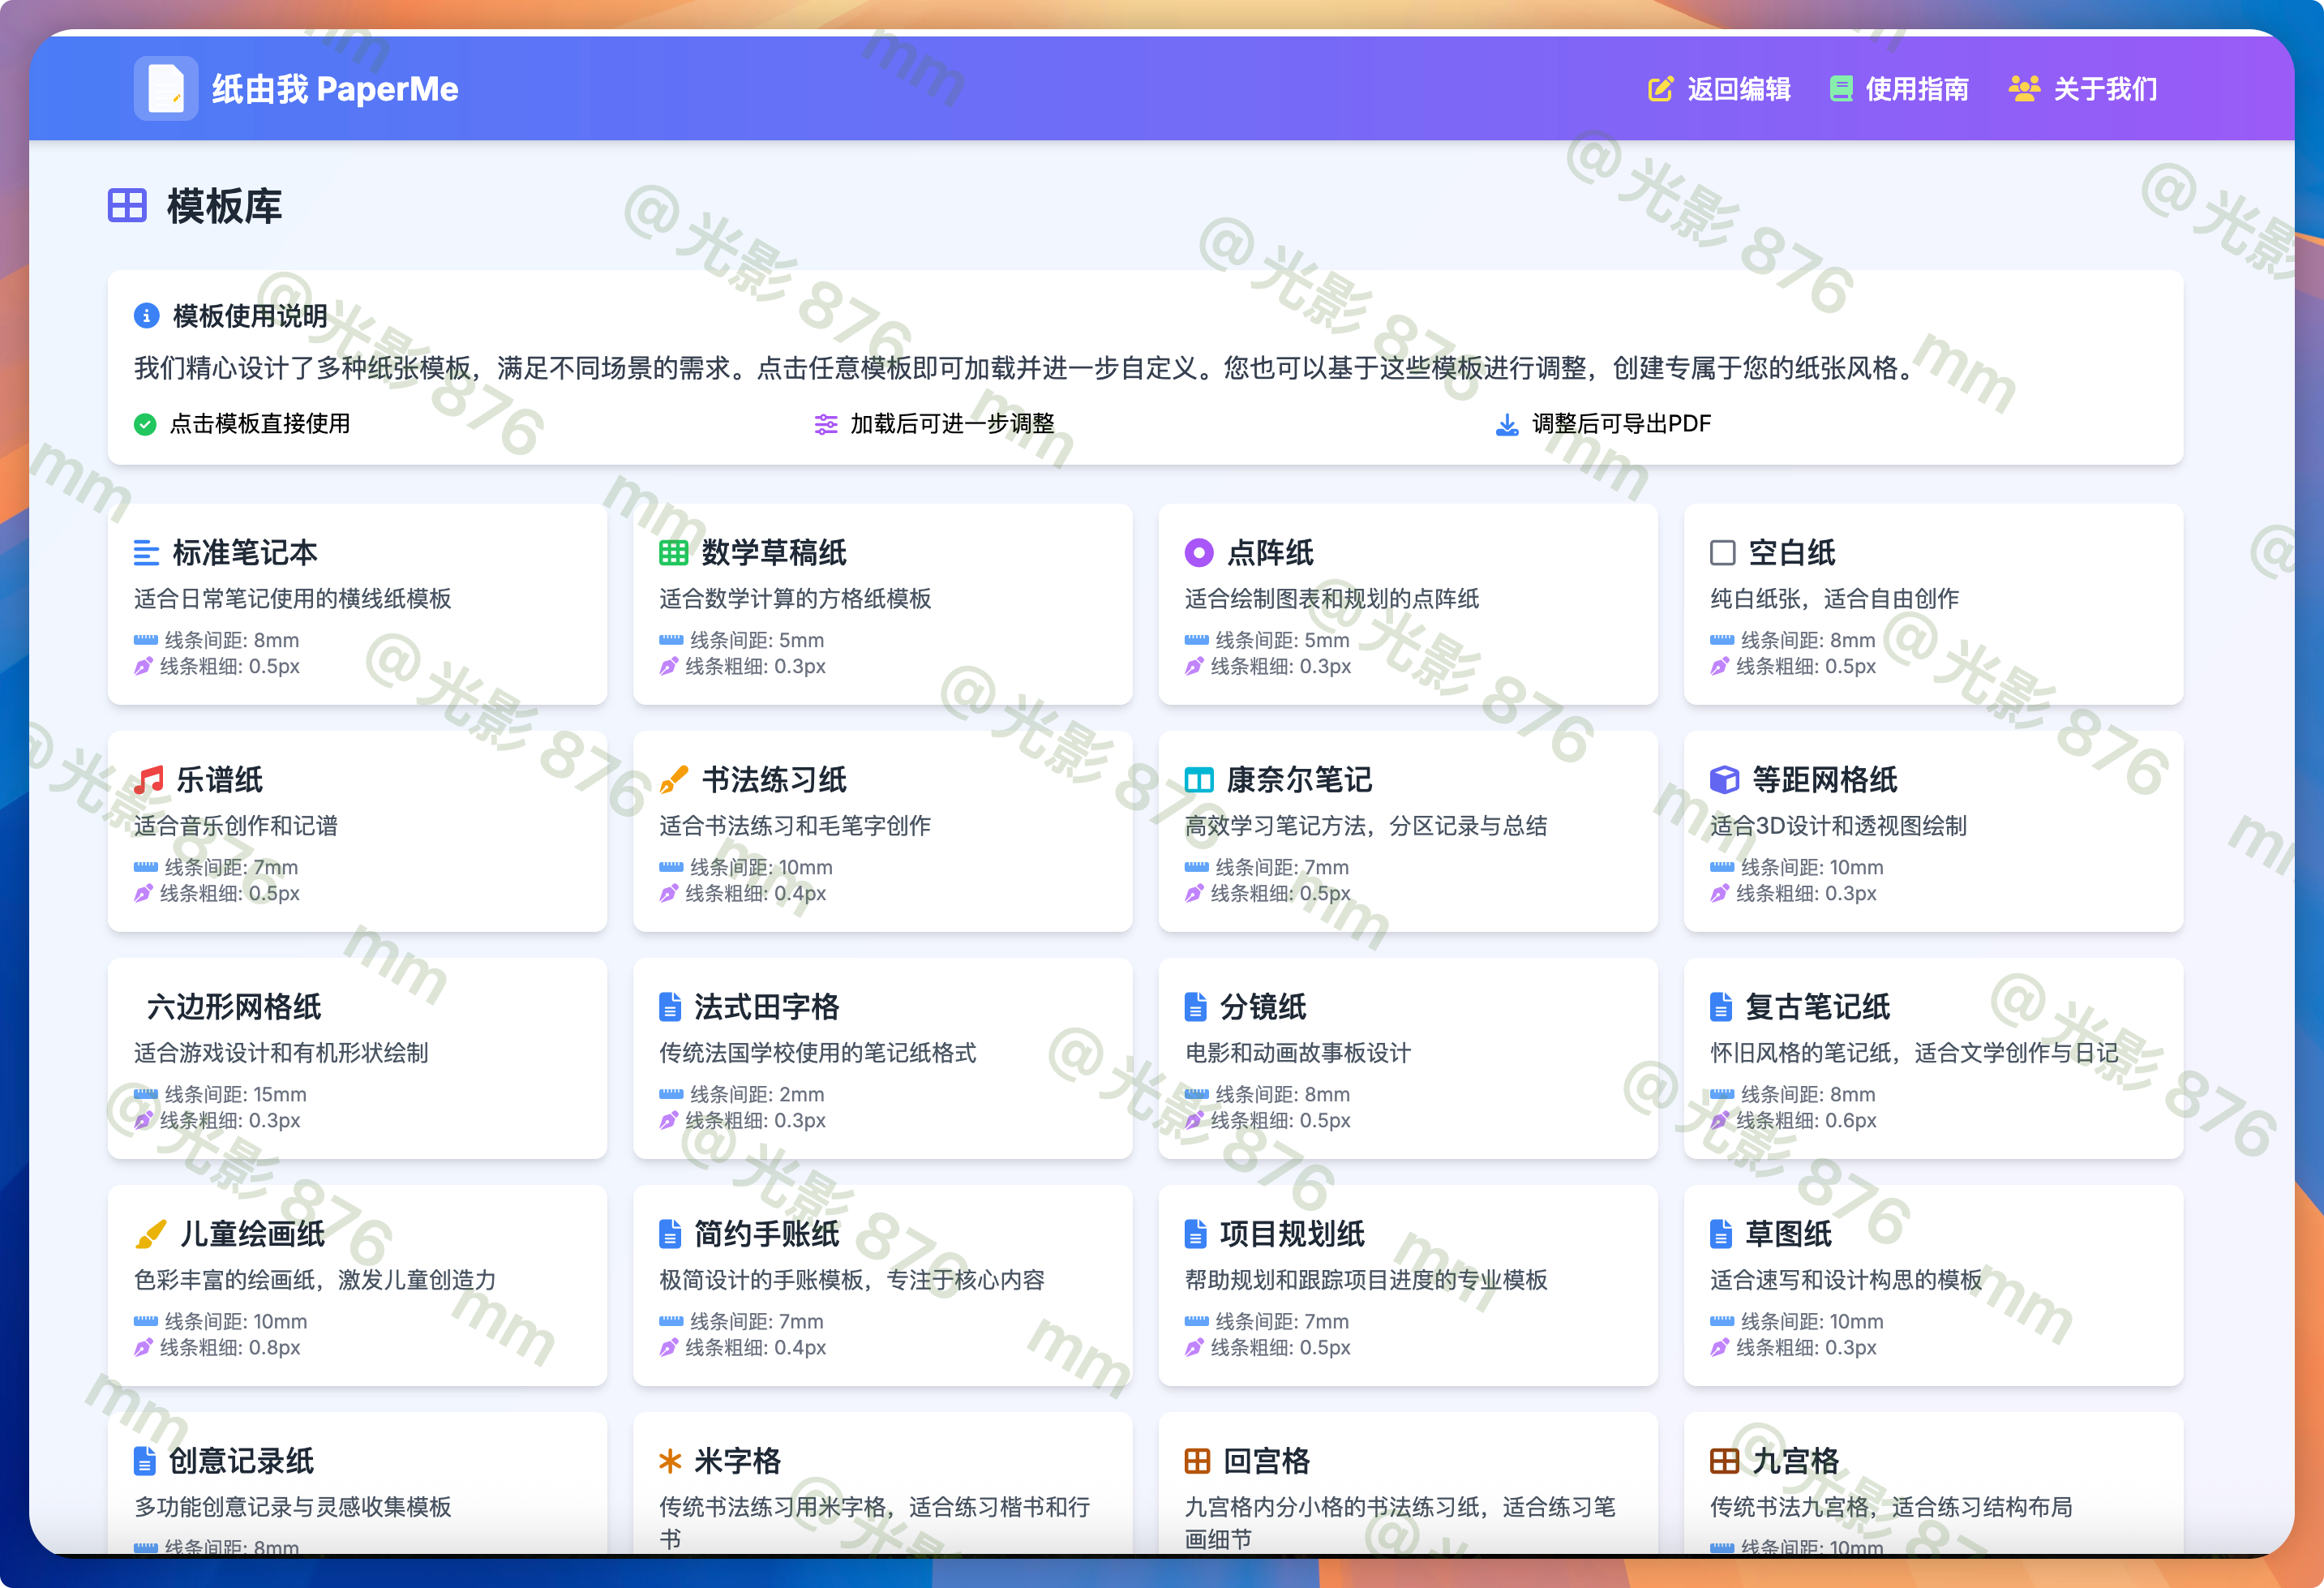 纸由我 PaperMe
返回编辑 使用指南 关于我们
模板库
模板使用说明
我们精心设计了多种纸张模板，满足不同场景的需求。点击任意模板即可加载并进一步自定义。您也可以基于这些模板进行调整，创建专属于您的纸张风格。
点击模板直接使用
加载后可进一步调整
调整后可导出PDF
标准笔记本
适合日常笔记使用的横线纸模板
线条间距: 8mm
线条粗细: 0.5px
数学草稿纸
适合数学计算的方格纸模板
线条间距: 5mm
线条粗细: 0.3px
点阵纸
适合绘制图表和规划的点阵纸
线条间距: 5mm
线条粗细: 0.3px
空白纸
纯白纸张，适合自由创作
线条间距: 8mm
线条粗细: 0.5px
乐谱纸
适合音乐创作和记谱
线条间距: 7mm
线条粗细: 0.5px
书法练习纸
适合书法练习和毛笔字创作
线条间距: 10mm
线条粗细: 0.4px
康奈尔笔记
高效学习笔记方法，分区记录与总结
线条间距: 7mm
线条粗细: 0.5px
等距网格纸
适合3D设计和透视图绘制
线条间距: 10mm
线条粗细: 0.3px
六边形网格纸
适合游戏设计和有机形状绘制
线条间距: 15mm
线条粗细: 0.3px
法式田字格
传统法国学校使用的笔记纸格式
线条间距: 2mm
线条粗细: 0.3px
分镜纸
电影和动画故事板设计
线条间距: 8mm
线条粗细: 0.5px
复古笔记纸
怀旧风格的笔记纸，适合文学创作与日记
线条间距: 8mm
线条粗细: 0.6px
儿童绘画纸
色彩丰富的绘画纸，激发儿童创造力
线条间距: 10mm
线条粗细: 0.8px
简约手账纸
极简设计的手账模板，专注于核心内容
线条间距: 7mm
线条粗细: 0.4px
项目规划纸
帮助规划和跟踪项目进度的专业模板
线条间距: 7mm
线条粗细: 0.5px
草图纸
适合速写和设计构思的模板
线条间距: 10mm
线条粗细: 0.3px
创意记录纸
多功能创意记录与灵感收集模板
线条间距: 8mm
米字格
传统书法练习用米字格，适合练习楷书和行
书
回宫格
九宫格内分小格的书法练习纸，适合练习笔
画细节
九宫格
传统书法九宫格，适合练习结构布局
线条间距: 10mm
@光影 876
mm